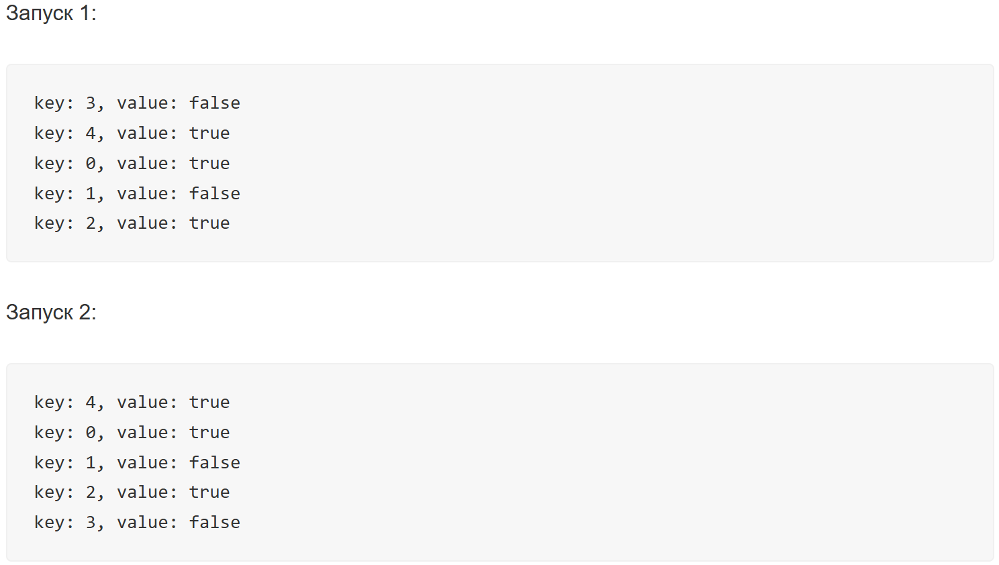 Запуск 1:
key: 3, value: false
key: 4, value: true
key: 0, value: true
key: 1, value: false
key: 2, value: true
Запуск 2:
key: 4, value: true
key: 0, value: true
key: 1, value: false
key: 2, value: true
key: 3, value: false